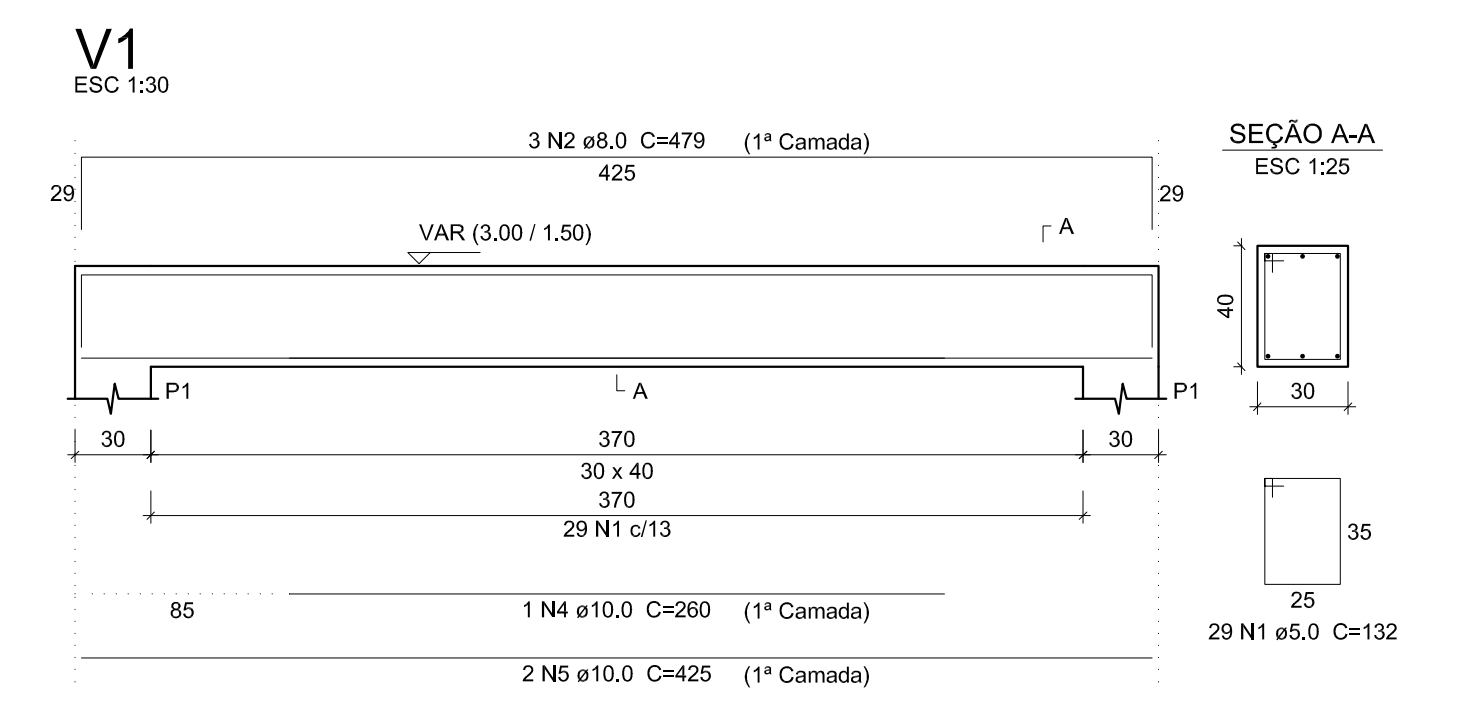 V1
ESC 1:30
3 N2 ø8.0 C=479 (1ª Camada)
425
29
29
VAR (3.00 / 1.50)
A
A
P1
P1
30
370
30
30 x 40
370
29 N1 c/13
85
1 N4 ø10.0 C=260 (1ª Camada)
2 N5 ø10.0 C=425 (1ª Camada)
SEÇÃO A-A
ESC 1:25
40
30
35
25
29 N1 ø5.0 C=132